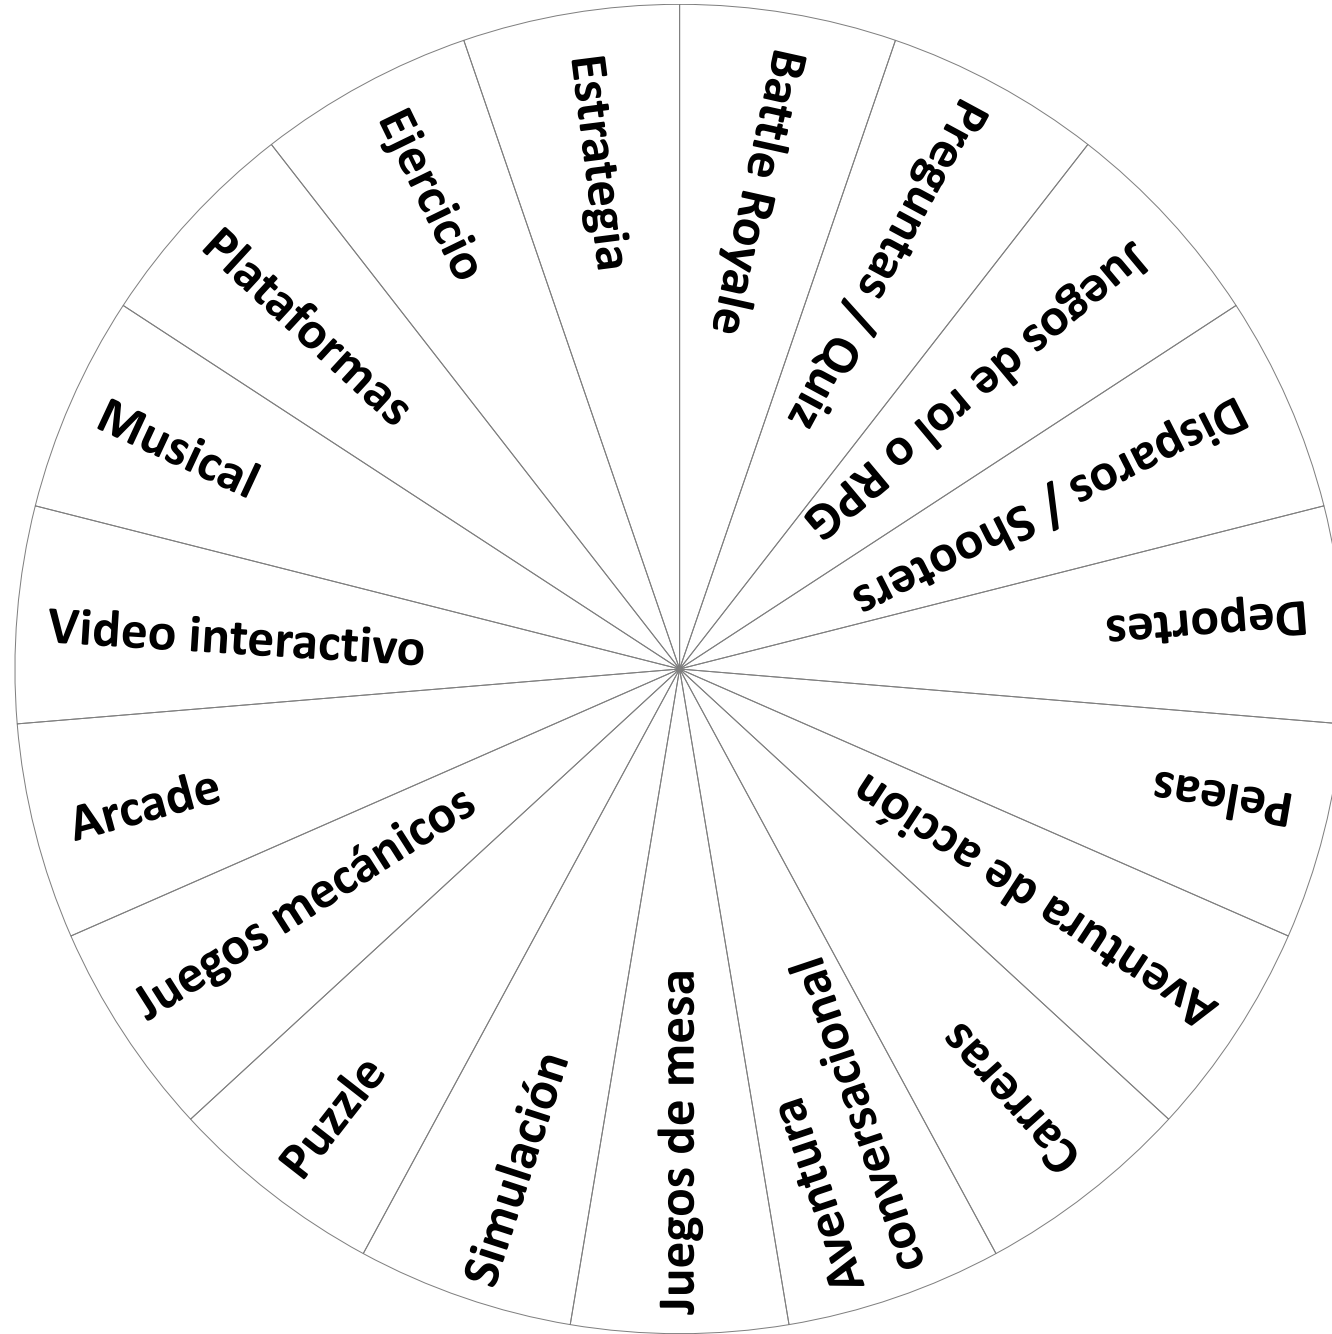 Battle Royale
Preguntas / Quiz
Juegos de rol o RPG
Disparos / Shooters
Deportes
Peleas
Aventura de acción
Carreras
Aventura
conversacional
Juegos de mesa
Simulación
Puzzle
Juegos mecánicos
Arcade
Video interactivo
Musical
Plataformas
Ejercicio
Estrategia